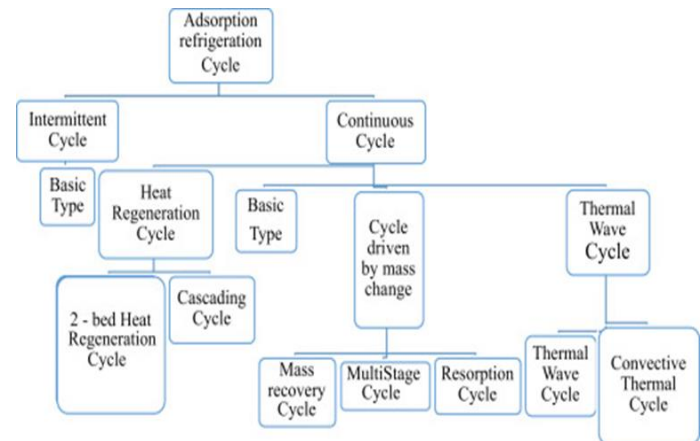 Adsorption
refrigeration
Cycle
Intermittent
Cycle
Continuous
Cycle
Basic
Type
Heat
Regeneration
Cycle
Basic
Type
Cycle
driven
by mass
change
Thermal
Wave
Cycle
2 - bed Heat
Regeneration
Cycle
Cascading
Cycle
Mass
recovery
Cycle
MultiStage
Cycle
Resorption
Cycle
Thermal
Wave
Cycle
Convective
Thermal
Cycle